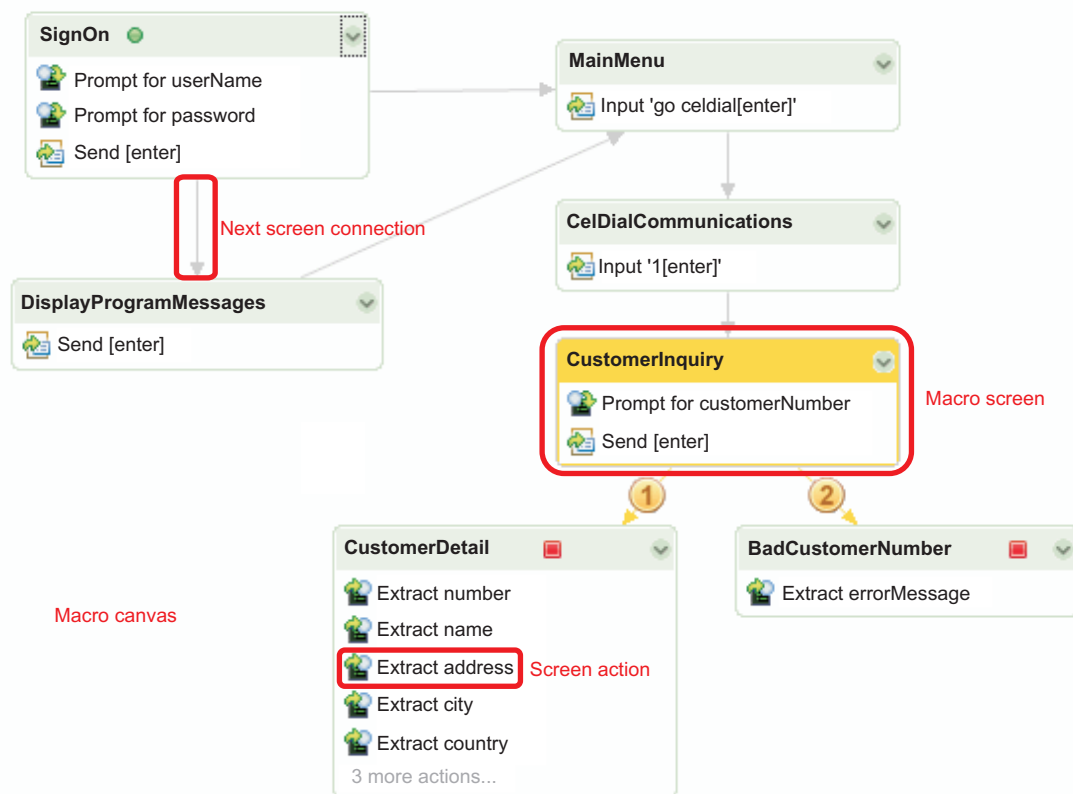 SignOn
Prompt for userName
Prompt for password
Send [enter]
Next screen connection
DisplayProgramMessages
Send [enter]
MainMenu
Input 'go celdial[enter]'
CelDialCommunications
Input '1[enter]'
CustomerInquiry
Prompt for customerNumber
Send [enter]
Macro screen
1
2
CustomerDetail
Extract number
Extract name
Extract address
Screen action
Extract city
Extract country
3 more actions...
BadCustomerNumber
Extract errorMessage
Macro canvas